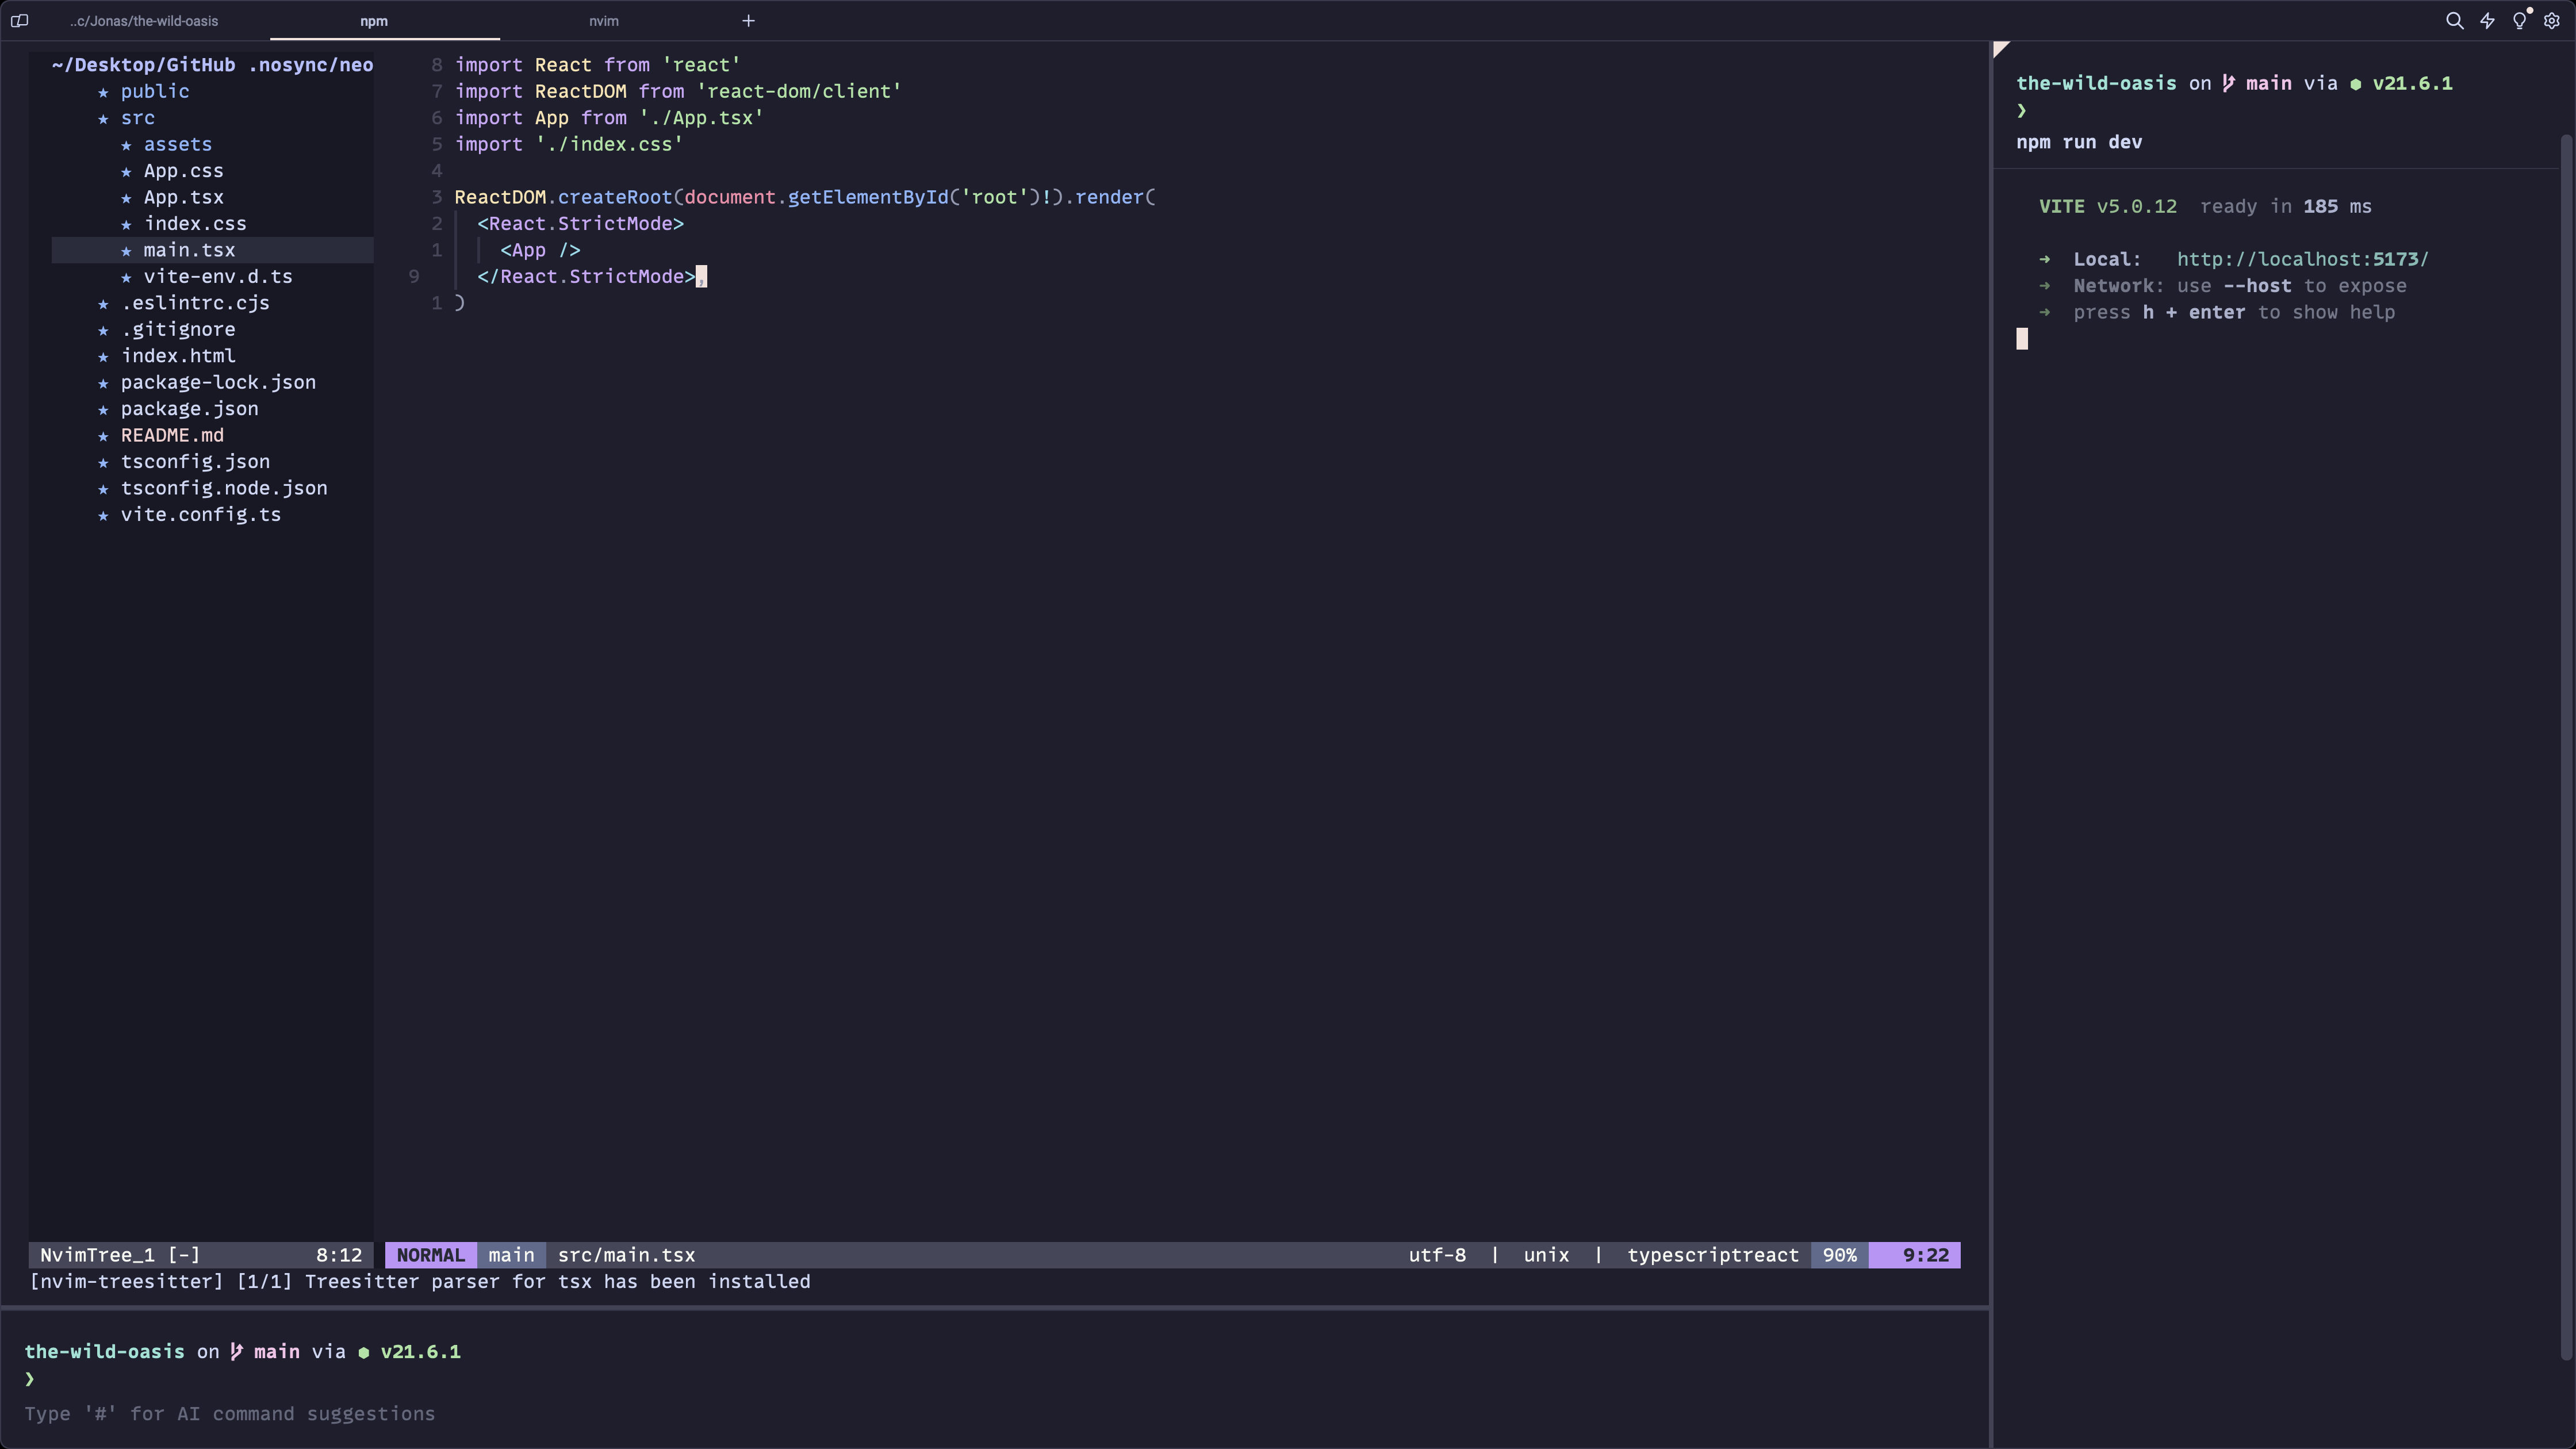 ..c/Jonas/the-wild-oasis npm nvim +
~/Desktop/GitHub .nosync/neo
★ public
★ src
★ assets
★ App.css
★ App.tsx
★ index.css
★ main.tsx
★ vite-env.d.ts
★ .eslintrc.cjs
★ .gitignore
★ index.html
★ package-lock.json
★ package.json
★ README.md
★ tsconfig.json
★ tsconfig.node.json
★ vite.config.ts
NvimTree_1 [-] 8:12
8 import React from 'react'
7 import ReactDOM from 'react-dom/client'
6 import App from './App.tsx'
5 import './index.css'
4
3 ReactDOM.createRoot(document.getElementById('root')!).render(
2   <React.StrictMode>
1     <App />
9   </React.StrictMode>,
1 )
NORMAL main src/main.tsx utf-8 | unix | typescriptreact 90% 9:22
[nvim-treesitter] [1/1] Treesitter parser for tsx has been installed
the-wild-oasis on main via v21.6.1
❯
Type '#' for AI command suggestions
the-wild-oasis on main via v21.6.1
❯
npm run dev
VITE v5.0.12 ready in 185 ms
➜ Local: http://localhost:5173/
➜ Network: use --host to expose
➜ press h + enter to show help